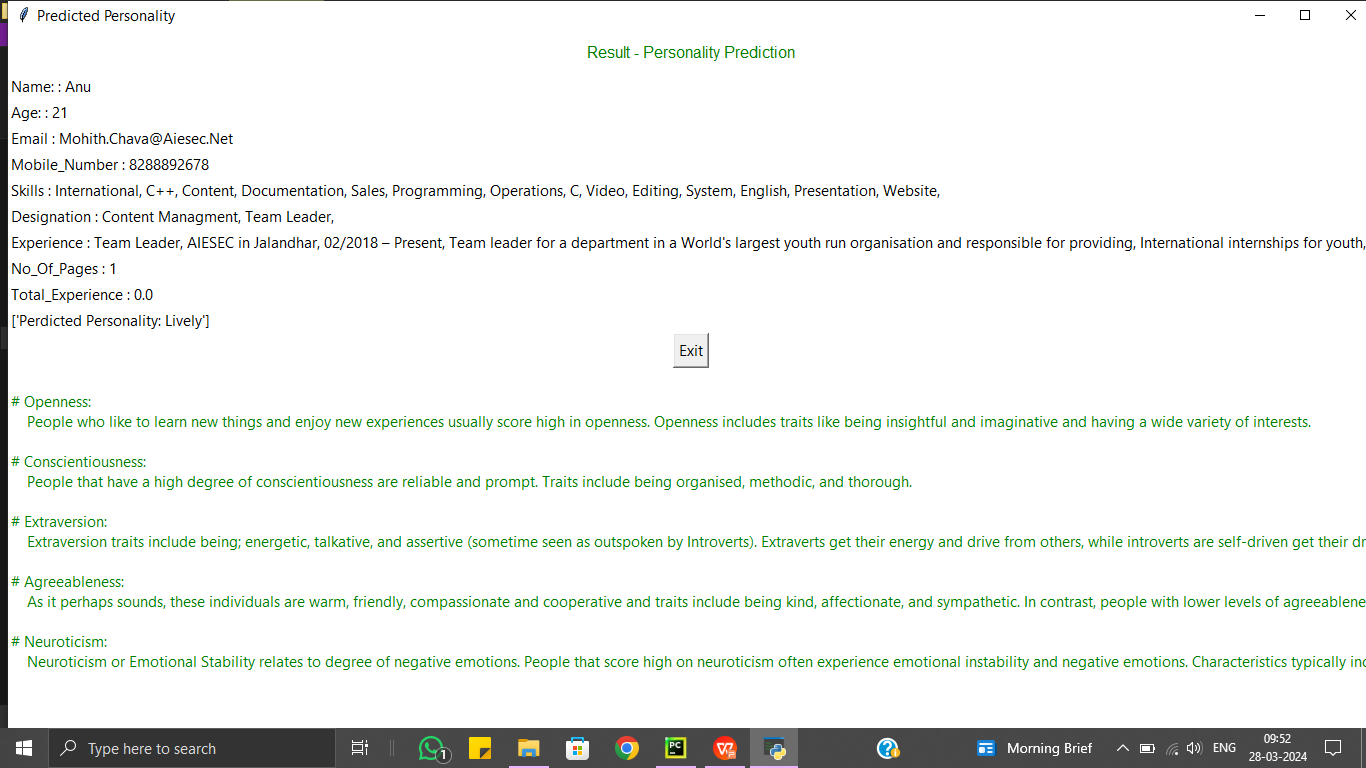 Predicted Personality
Result - Personality Prediction
Name: : Anu
Age: : 21
Email : Mohith.Chava@Aiesec.Net
Mobile_Number : 8288892678
Skills : International, C++, Content, Documentation, Sales, Programming, Operations, C, Video, Editing, System, English, Presentation, Website,
Designation : Content Managment, Team Leader,
Experience : Team Leader, AIESEC in Jalandhar, 02/2018 – Present, Team leader for a department in a World's largest youth run organisation and responsible for providing, International internships for youth,
No_Of_Pages : 1
Total_Experience : 0.0
['Perdicted Personality: Lively']
Exit
# Openness:
People who like to learn new things and enjoy new experiences usually score high in openness. Openness includes traits like being insightful and imaginative and having a wide variety of interests.
# Conscientiousness:
People that have a high degree of conscientiousness are reliable and prompt. Traits include being organised, methodic, and thorough.
# Extraversion:
Extraversion traits include being; energetic, talkative, and assertive (sometime seen as outspoken by Introverts). Extraverts get their energy and drive from others, while introverts are self-driven get their
# Agreeableness:
As it perhaps sounds, these individuals are warm, friendly, compassionate and cooperative and traits include being kind, affectionate, and sympathetic. In contrast, people with lower levels of
# Neuroticism:
Neuroticism or Emotional Stability relates to degree of negative emotions. People that score high on neuroticism often experience emotional instability and negative emotions. Characteristics typically
Type here to search
1
PC
Morning Brief
ENG
09:52
28-03-2024